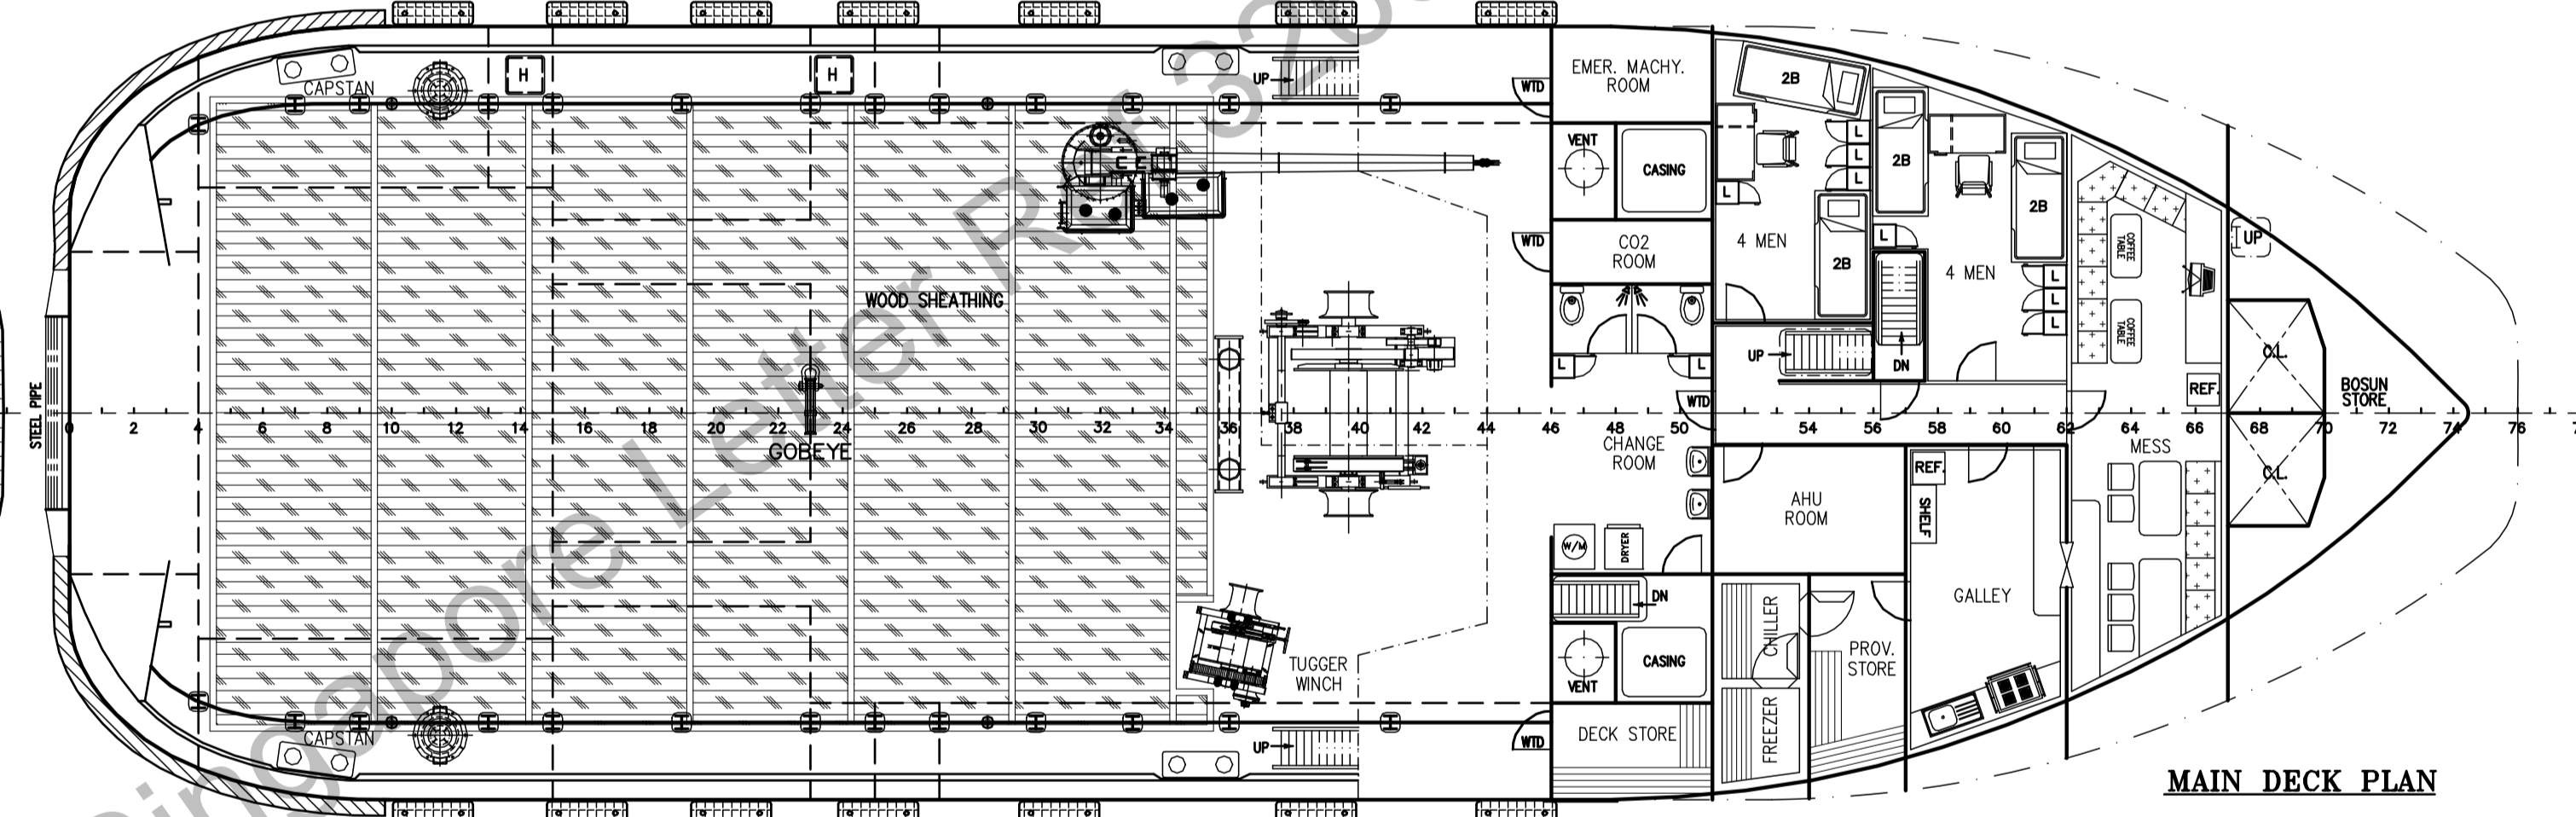 CAPSTAN
H
H
UP
WTD
EMER. MACHY.
ROOM
2B
VENT
CASING
L
L
L
L
2B
2B
WTD
CO2
ROOM
4 MEN
2B
L
4 MEN
COFFEE
TABLE
UP
L
L
L
WOOD SHEATHING
COFFEE
TABLE
UP
DN
L
L
C.L.
STEEL PIPE
REF.
BOSUN
STORE
WTD
0 2 4 6 8 10 12 14 16 18 20 22 24 26 28 30 32 34 36 38 40 42 44 46 48 50 54 56 58 60 62 64 66 68 70 72 74 76
GOBEYE
CHANGE
ROOM
MESS
REF.
C.L.
AHU
ROOM
SHELF
W/M
DRYER
DN
CHILLER
GALLEY
TUGGER
WINCH
VENT
CASING
PROV.
STORE
CAPSTAN
UP
WTD
DECK STORE
FREEZER
MAIN DECK PLAN
Singapore Letter Ref 326